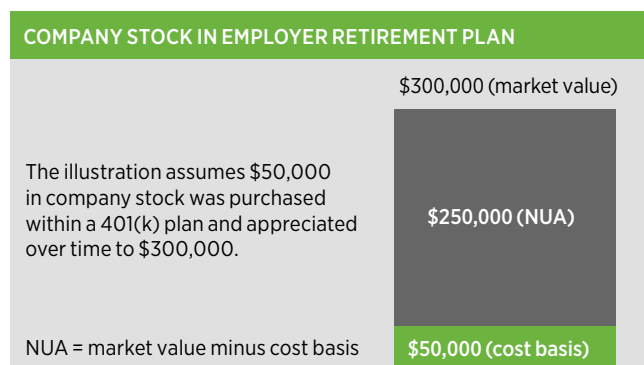 COMPANY STOCK IN EMPLOYER RETIREMENT PLAN
$300,000 (market value)
The illustration assumes $50,000
in company stock was purchased
within a 401(k) plan and appreciated
over time to $300,000.
$250,000 (NUA)
NUA = market value minus cost basis
$50,000 (cost basis)